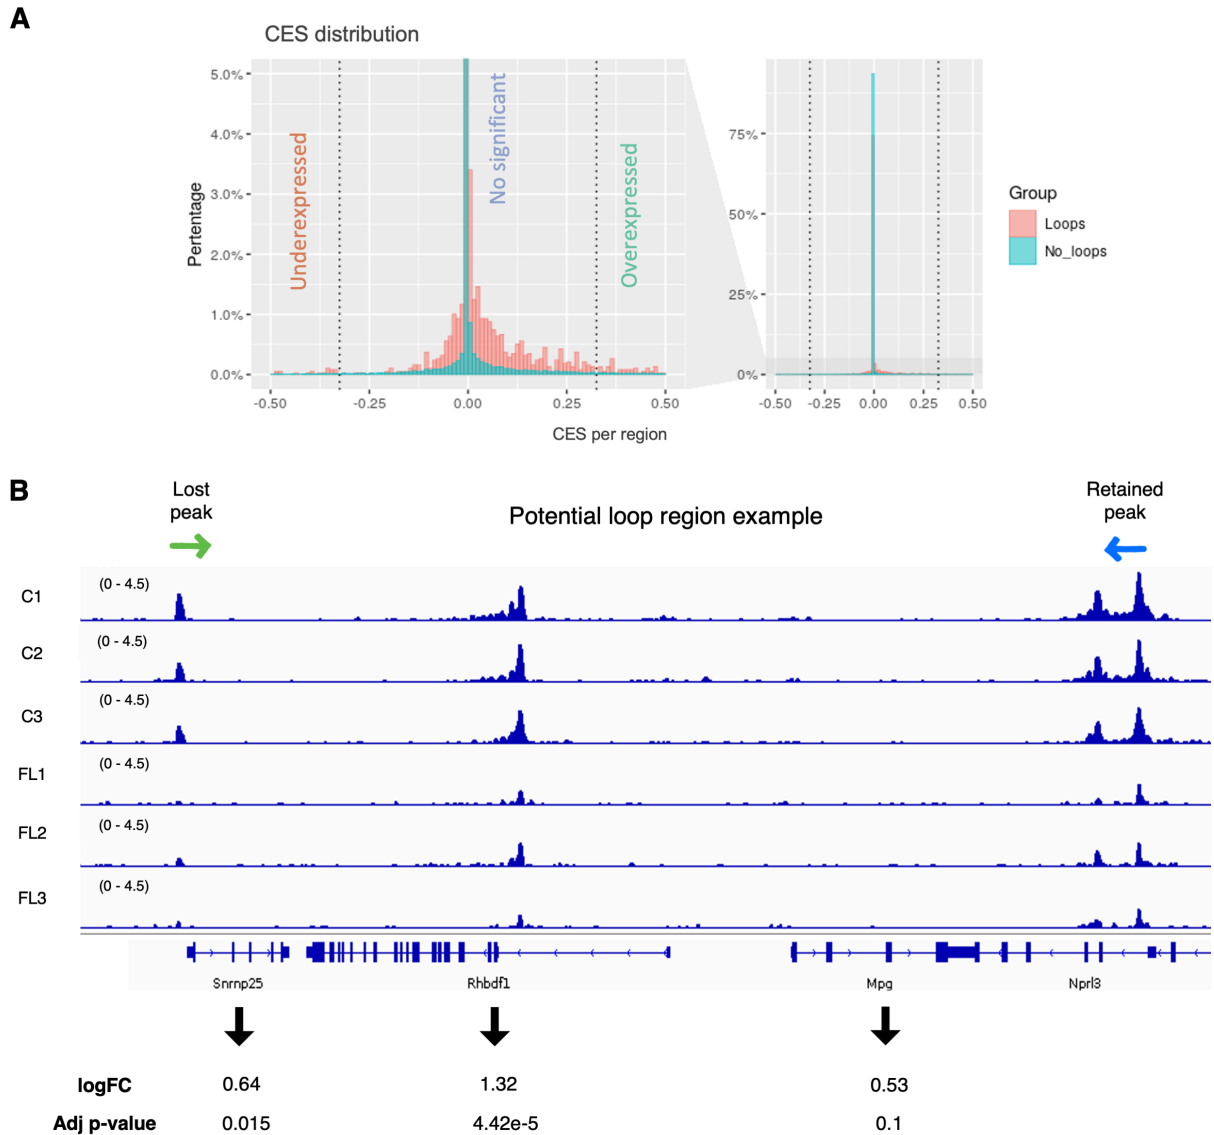 A
CES distribution
Pertentage
5.0%
4.0%
3.0%
2.0%
1.0%
0.0%
Underexpressed
No significant
Overexpressed
-0.50
-0.25
0.00
0.25
0.50
75%
50%
25%
0%
-0.50
-0.25
0.00
0.25
0.50
CES per region
Group
Loops
No_loops
B
Lost
peak
Potential loop region example
Retained
peak
C1 (0 - 4.5)
C2 (0 - 4.5)
C3 (0 - 4.5)
FL1 (0 - 4.5)
FL2 (0 - 4.5)
FL3 (0 - 4.5)
Snrnp25 Rhbdf1 Mpg Nprl3
logFC 0.64 1.32 0.53
Adj p-value 0.015 4.42e-5 0.1